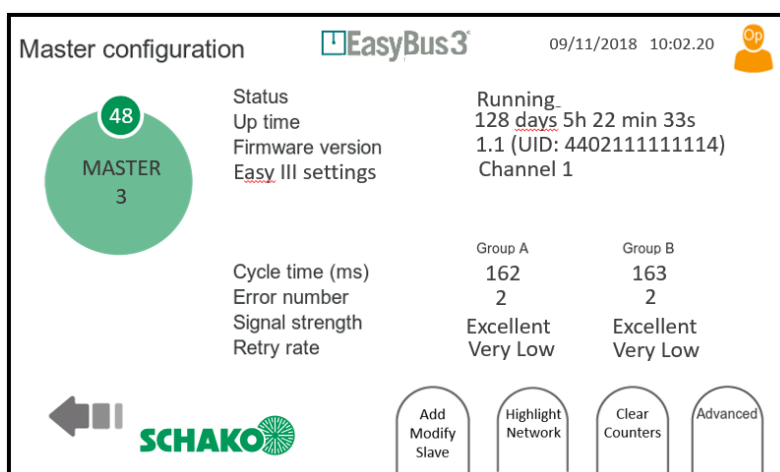 Master configuration
EasyBus3
09/11/2018 10:02.20
Op
48
MASTER
3
Status Running
Up time 128 days 5h 22 min 33s
Firmware version 1.1 (UID: 4402111111114)
Easy III settings Channel 1
Group A Group B
Cycle time (ms) 162 163
Error number 2 2
Signal strength Excellent Excellent
Retry rate Very Low Very Low
SCHAKO
Add
Modify
Slave
Highlight
Network
Clear
Counters
Advanced